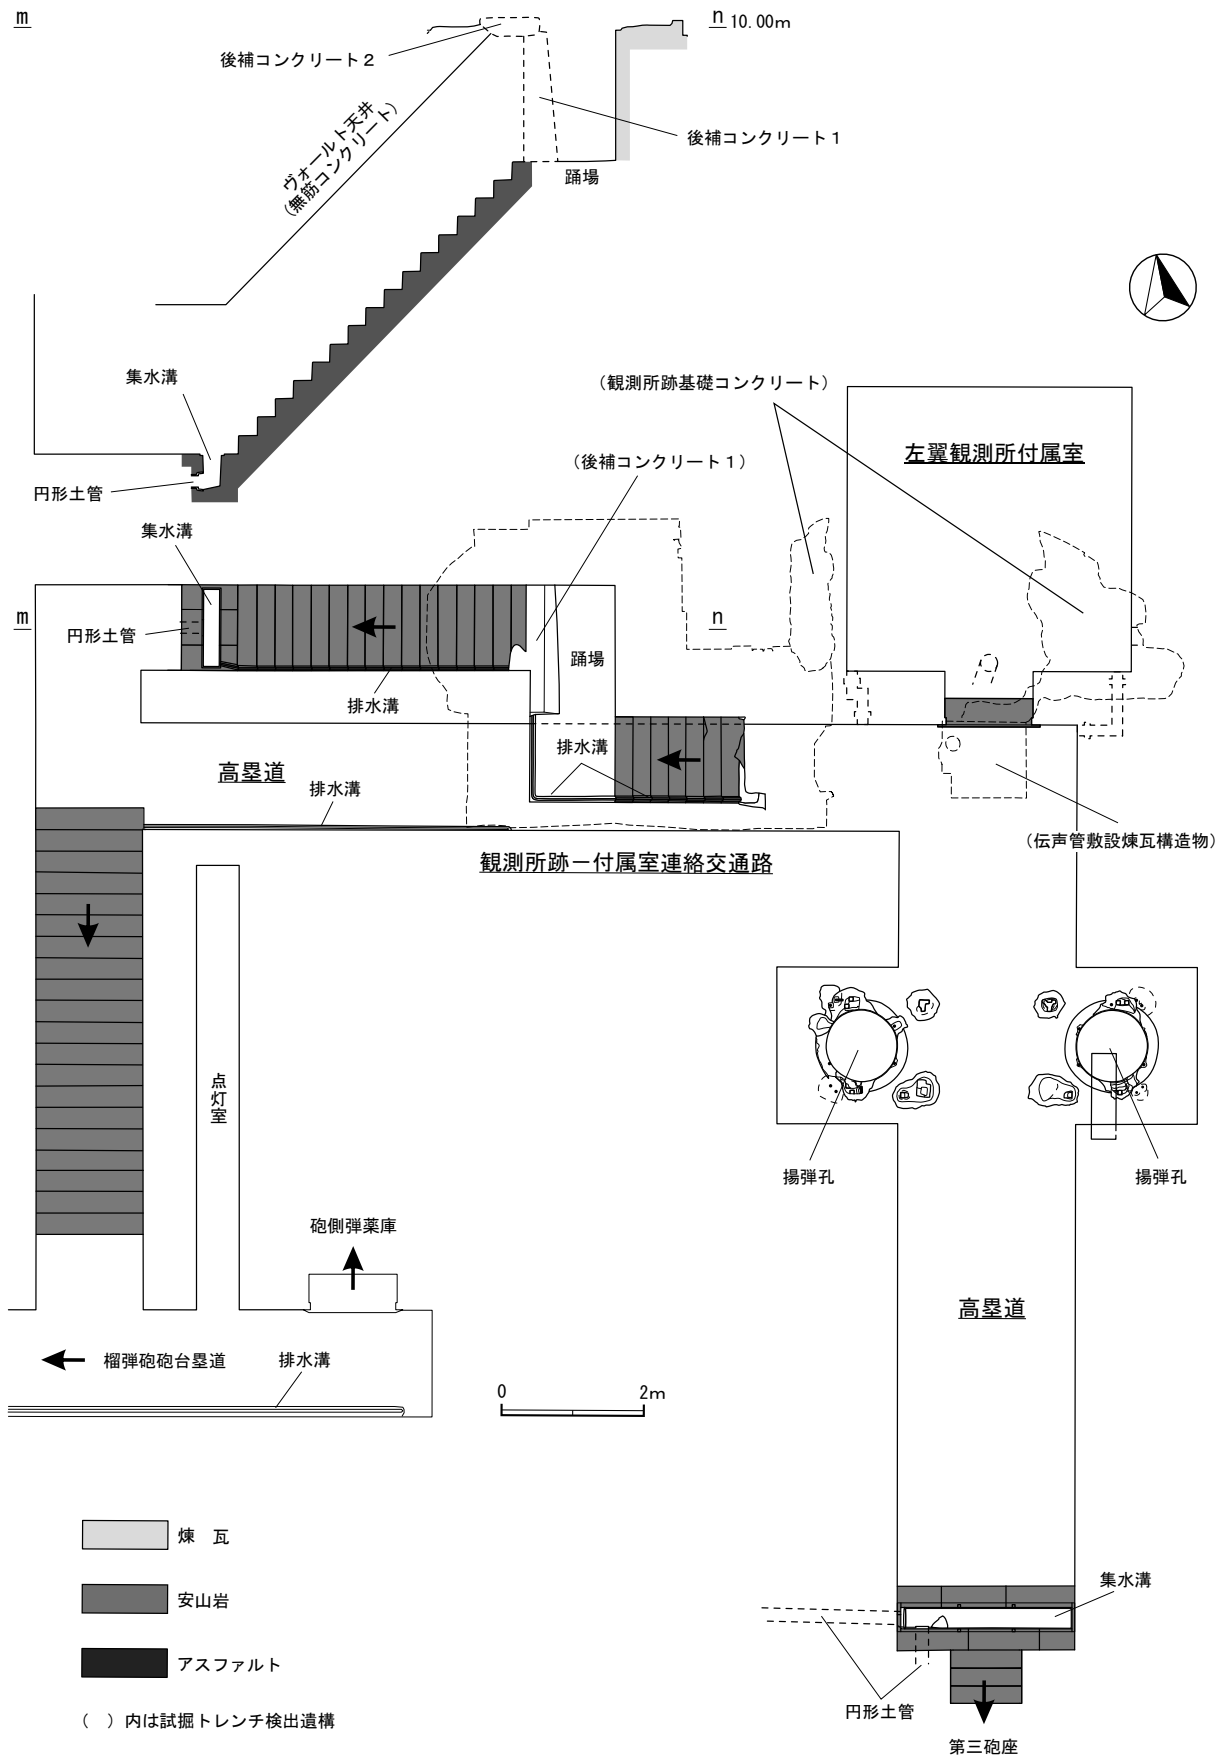 m
n 10.00m
後補コンクリート２
後補コンクリート１
ヴォールト天井
（無筋コンクリート）
踊場
集水溝
円形土管
（観測所跡基礎コンクリート）
左翼観測所付属室
（後補コンクリート１）
集水溝
m
n
円形土管
踊場
排水溝
排水溝
高塁道
排水溝
（伝声管敷設煉瓦構造物）
観測所跡－付属室連絡交通路
点灯室
揚弾孔
揚弾孔
砲側弾薬庫
高塁道
榴弾砲砲台塁道
排水溝
0
2m
煉　瓦
安山岩
アスファルト
（　）内は試掘トレンチ検出遺構
集水溝
円形土管
第三砲座